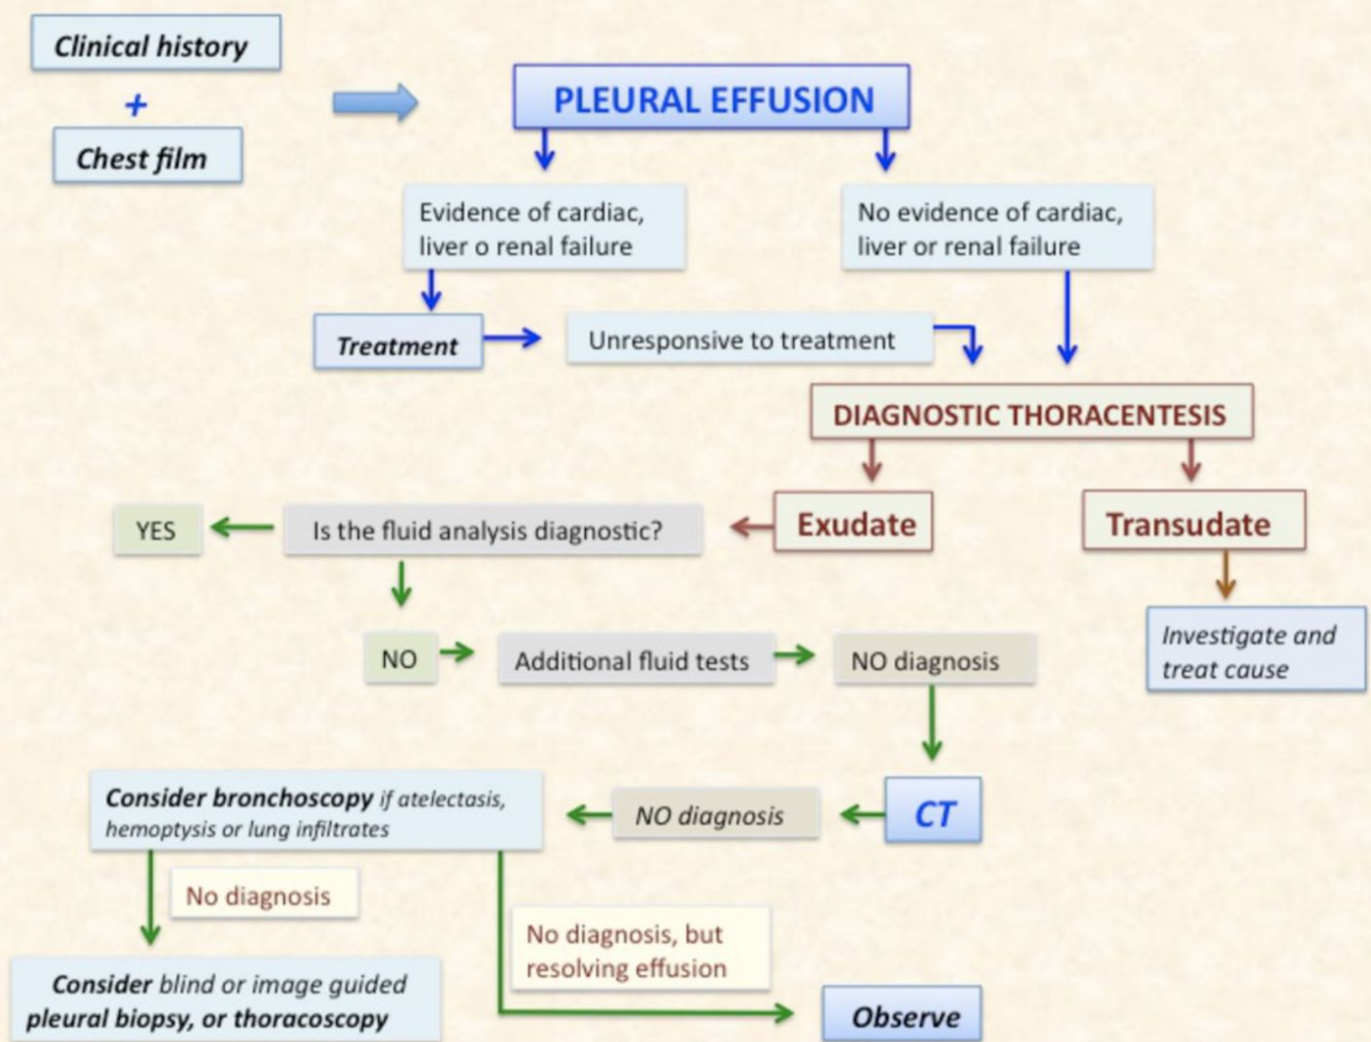 Clinical history
+
Chest film
PLEURAL EFFUSION
Evidence of cardiac,
liver o renal failure
No evidence of cardiac,
liver or renal failure
Treatment
Unresponsive to treatment
DIAGNOSTIC THORACENTESIS
YES
Is the fluid analysis diagnostic?
Exudate
Transudate
NO
Additional fluid tests
NO diagnosis
Investigate and
treat cause
Consider bronchoscopy if atelectasis,
hemoptysis or lung infiltrates
NO diagnosis
CT
No diagnosis
No diagnosis, but
resolving effusion
Consider blind or image guided
pleural biopsy, or thoracoscopy
Observe